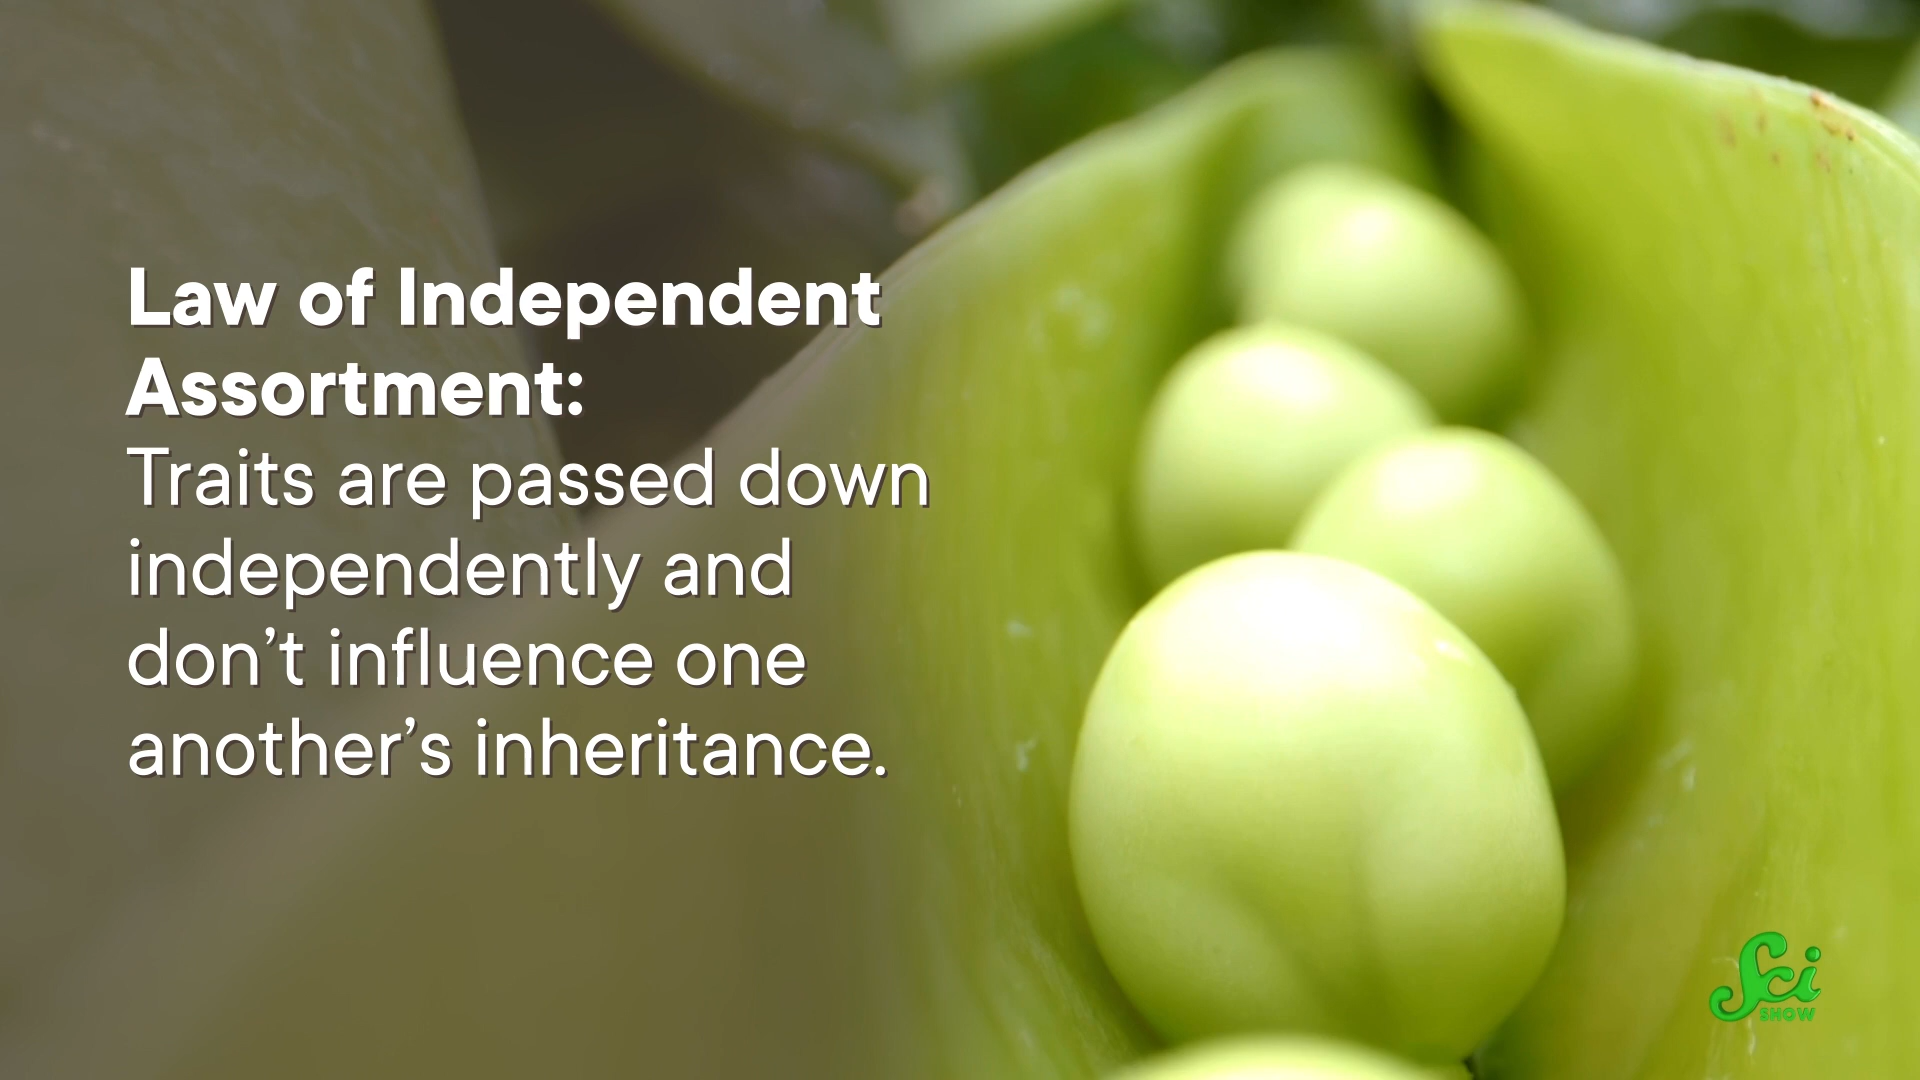 Law of Independent
Assortment:
Traits are passed down
independently and
don’t influence one
another’s inheritance.
Sci
SHOW